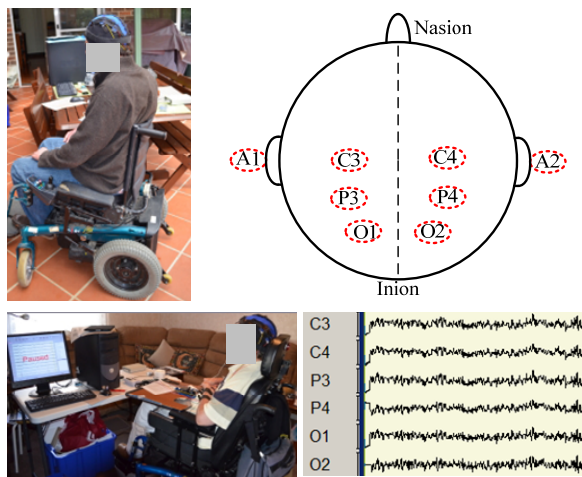 Nasion
A1 C3 C4 A2
P3 P4
O1 O2
Inion
Paused
C3
C4
P3
P4
O1
O2